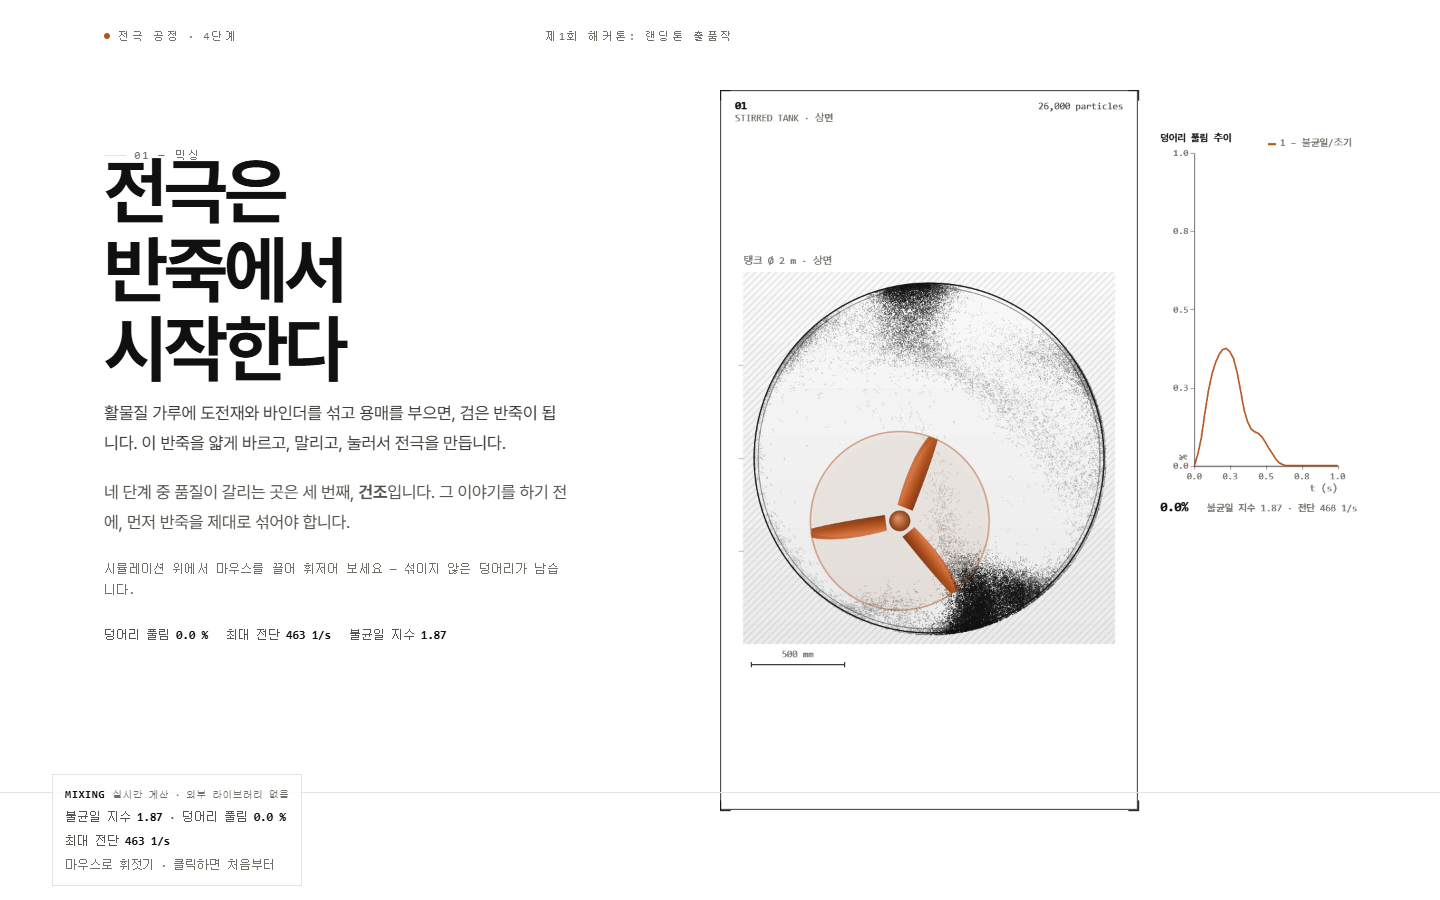 전극 공정 · 4단계
제1회 해커톤: 랜딩톤 출품작
01 — 믹싱
전극은
반죽에서
시작한다
활물질 가루에 도전재와 바인더를 섞고 용매를 부으면, 검은 반죽이 됩
니다. 이 반죽을 얇게 바르고, 말리고, 눌러서 전극을 만듭니다.
네 단계 중 품질이 갈리는 곳은 세 번째, 건조입니다. 그 이야기를 하기 전
에, 먼저 반죽을 제대로 섞어야 합니다.
시뮬레이션 위에서 마우스를 끌어 휘저어 보세요 — 섞이지 않은 덩어리가 남습
니다.
덩어리 풀림 0.0 % 최대 전단 463 1/s 불균일 지수 1.87
01
STIRRED TANK · 상면
26,000 particles
탱크 Ø 2 m · 상면
500 mm
덩어리 풀림 추이
1 − 불균일/초기
1.0
0.8
0.5
0.3
0.0
0.0 0.3 0.5 0.8 1.0
t (s)
0.0% 불균일 지수 1.87 · 전단 468 1/s
MIXING 실시간 계산 · 외부 라이브러리 없음
불균일 지수 1.87 · 덩어리 풀림 0.0 %
최대 전단 463 1/s
마우스로 휘젓기 · 클릭하면 처음부터